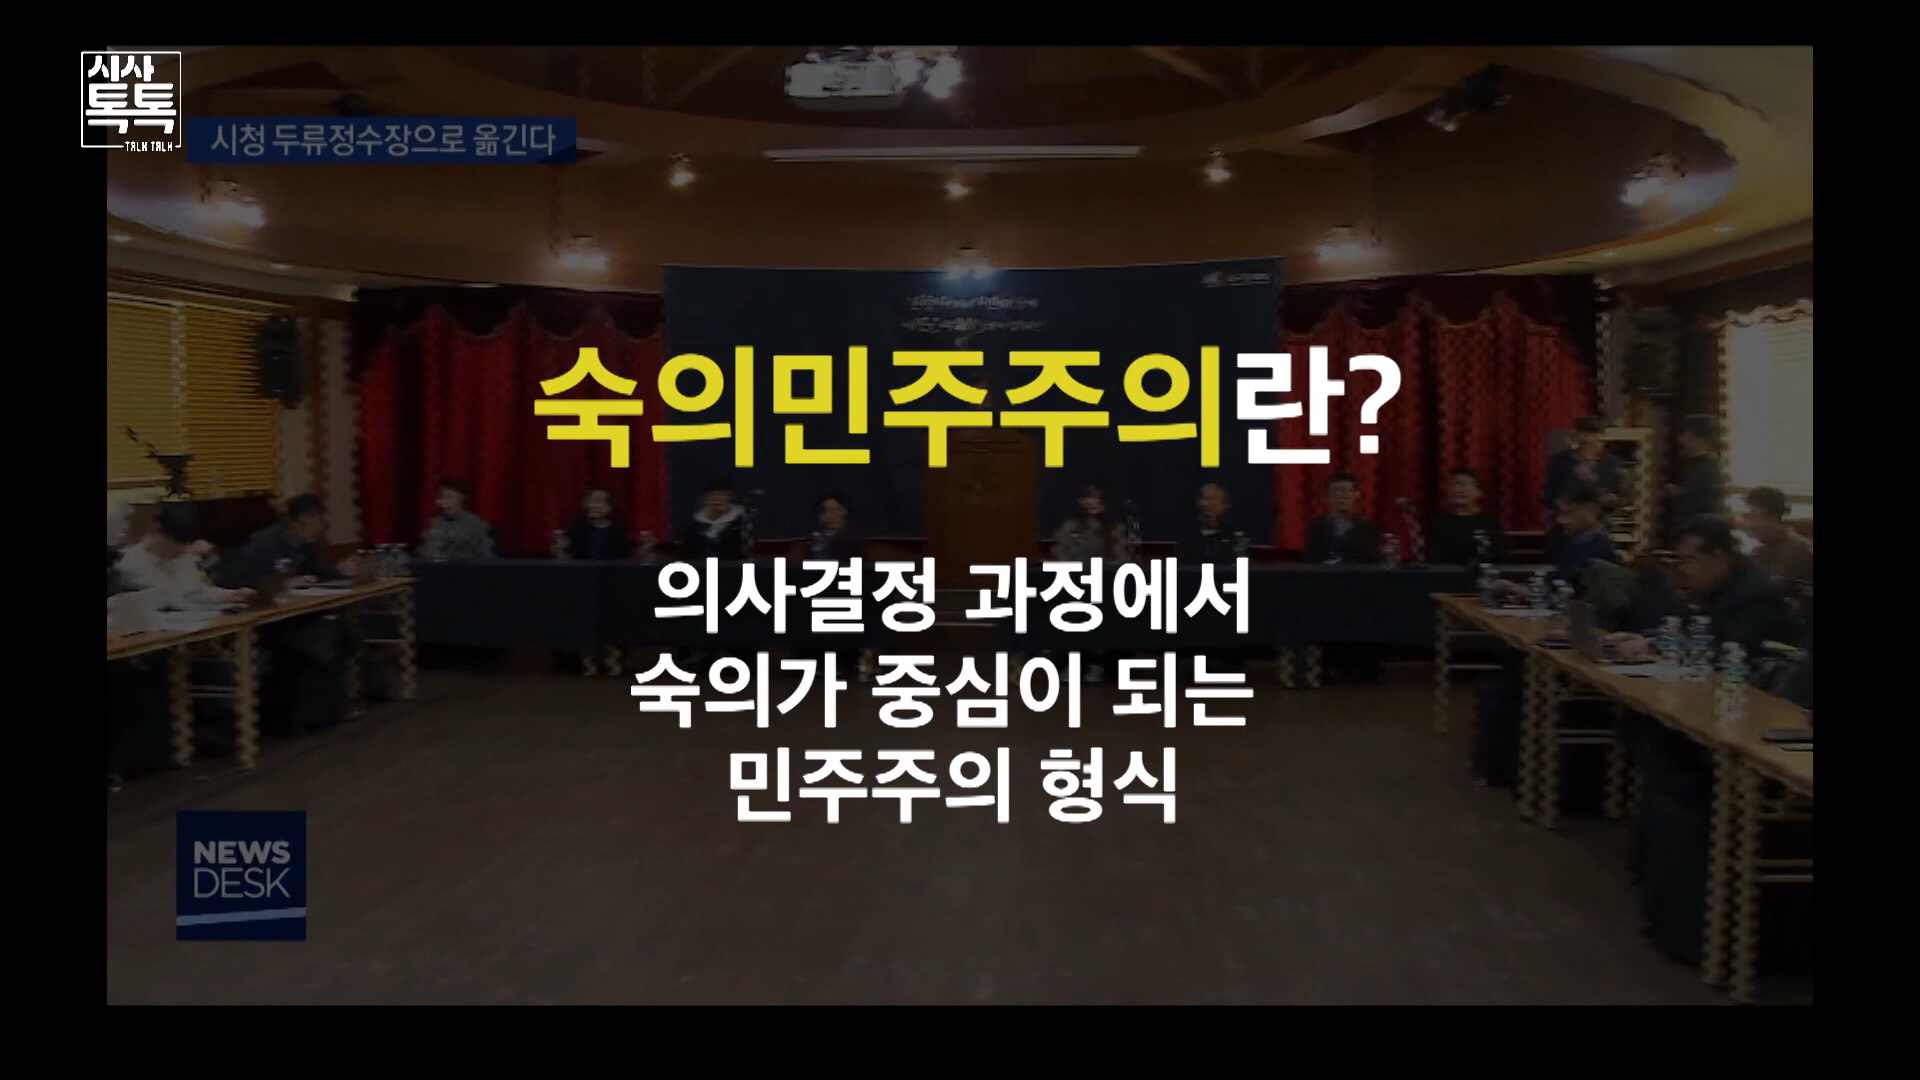 시사
톡톡
TALK TALK
시청 두류정수장으로 옮긴다
숙의민주주의란?
의사결정 과정에서
숙의가 중심이 되는
민주주의 형식
NEWS
DESK